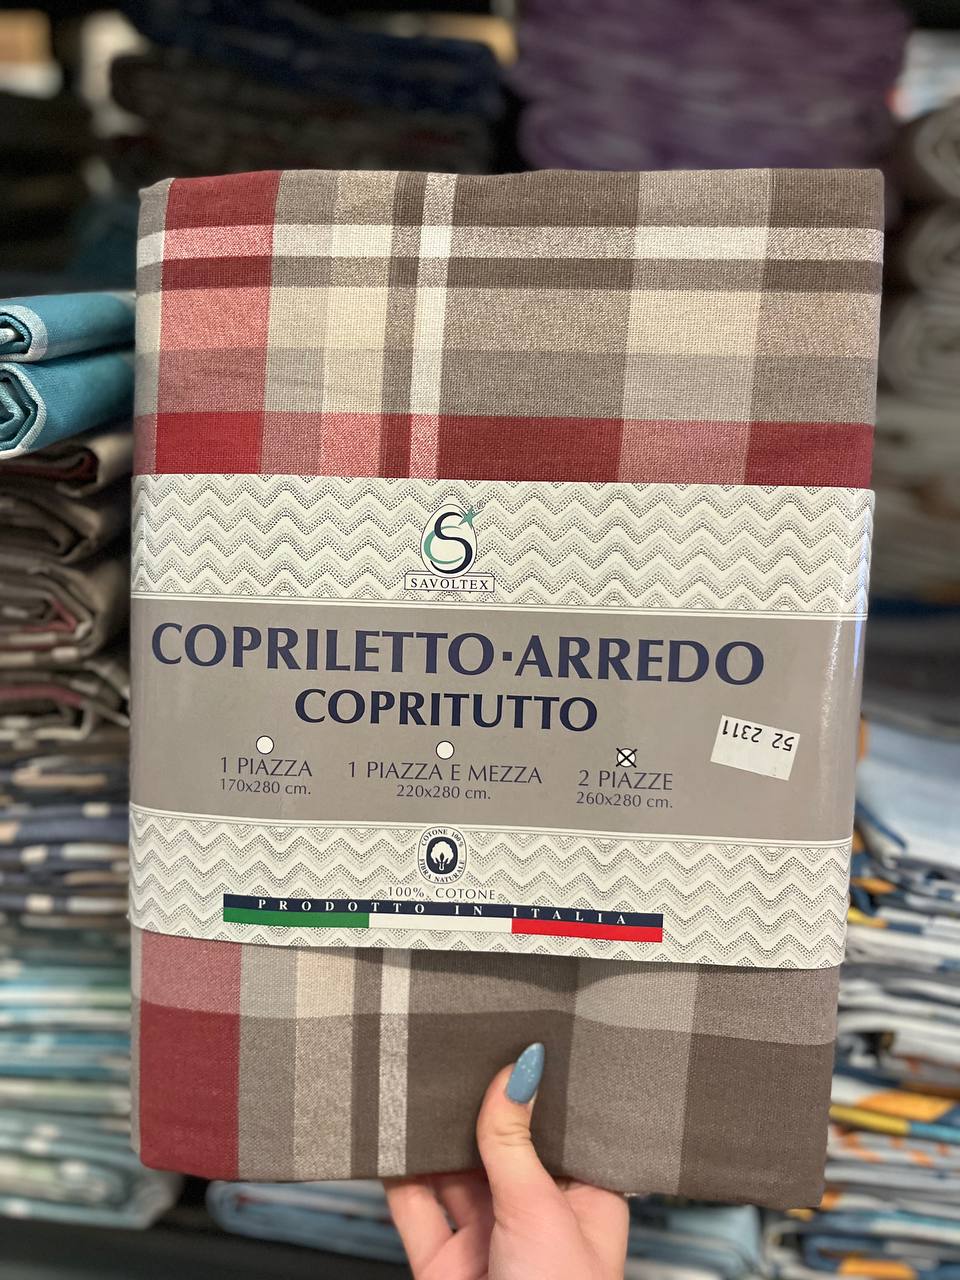 SAVOLTEX
COPRILETTO·ARREDO
COPRITUTTO
1 PIAZZA
170x280 cm.
1 PIAZZA E MEZZA
220x280 cm.
2 PIAZZE
260x280 cm.
52 2311
COTONE 100%
FIBRA NATURALE
100% COTONE
PRODOTTO IN ITALIA